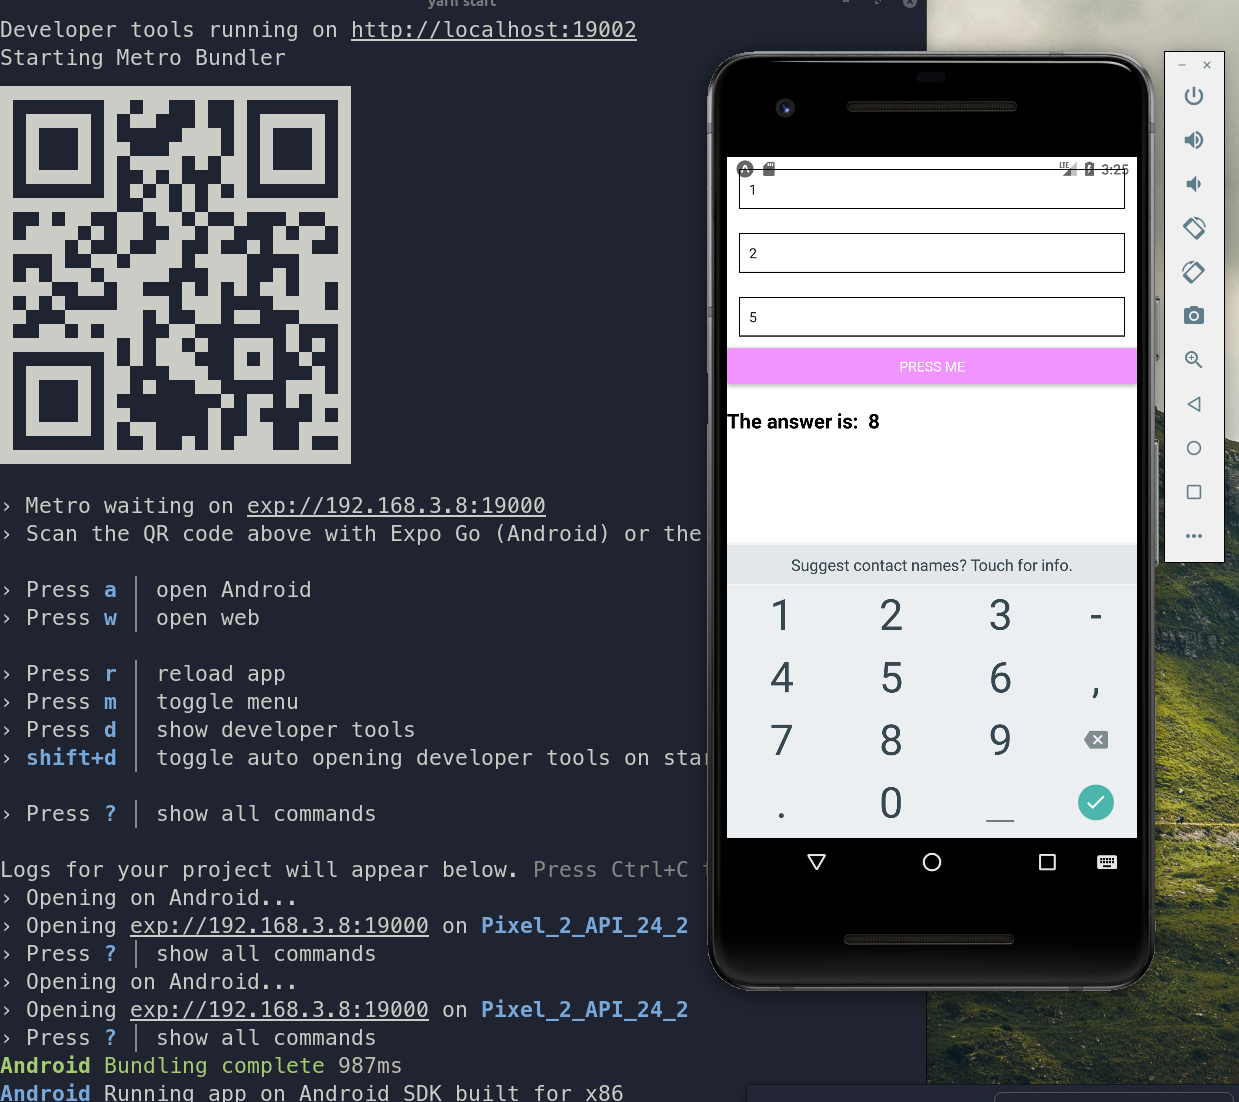 yarn start
Developer tools running on http://localhost:19002
Starting Metro Bundler
› Metro waiting on exp://192.168.3.8:19000
› Scan the QR code above with Expo Go (Android) or the
› Press a │ open Android
› Press w │ open web
› Press r │ reload app
› Press m │ toggle menu
› Press d │ show developer tools
› shift+d │ toggle auto opening developer tools on star
› Press ? │ show all commands
Logs for your project will appear below. Press Ctrl+C
› Opening on Android...
› Opening exp://192.168.3.8:19000 on Pixel_2_API_24_2
› Press ? │ show all commands
› Opening on Android...
› Opening exp://192.168.3.8:19000 on Pixel_2_API_24_2
› Press ? │ show all commands
Android Bundling complete 987ms
Android Running app on Android SDK built for x86
LTE 3:25
1
2
5
PRESS ME
The answer is: 8
Suggest contact names? Touch for info.
1 2 3 -
4 5 6 ,
7 8 9
. 0 _